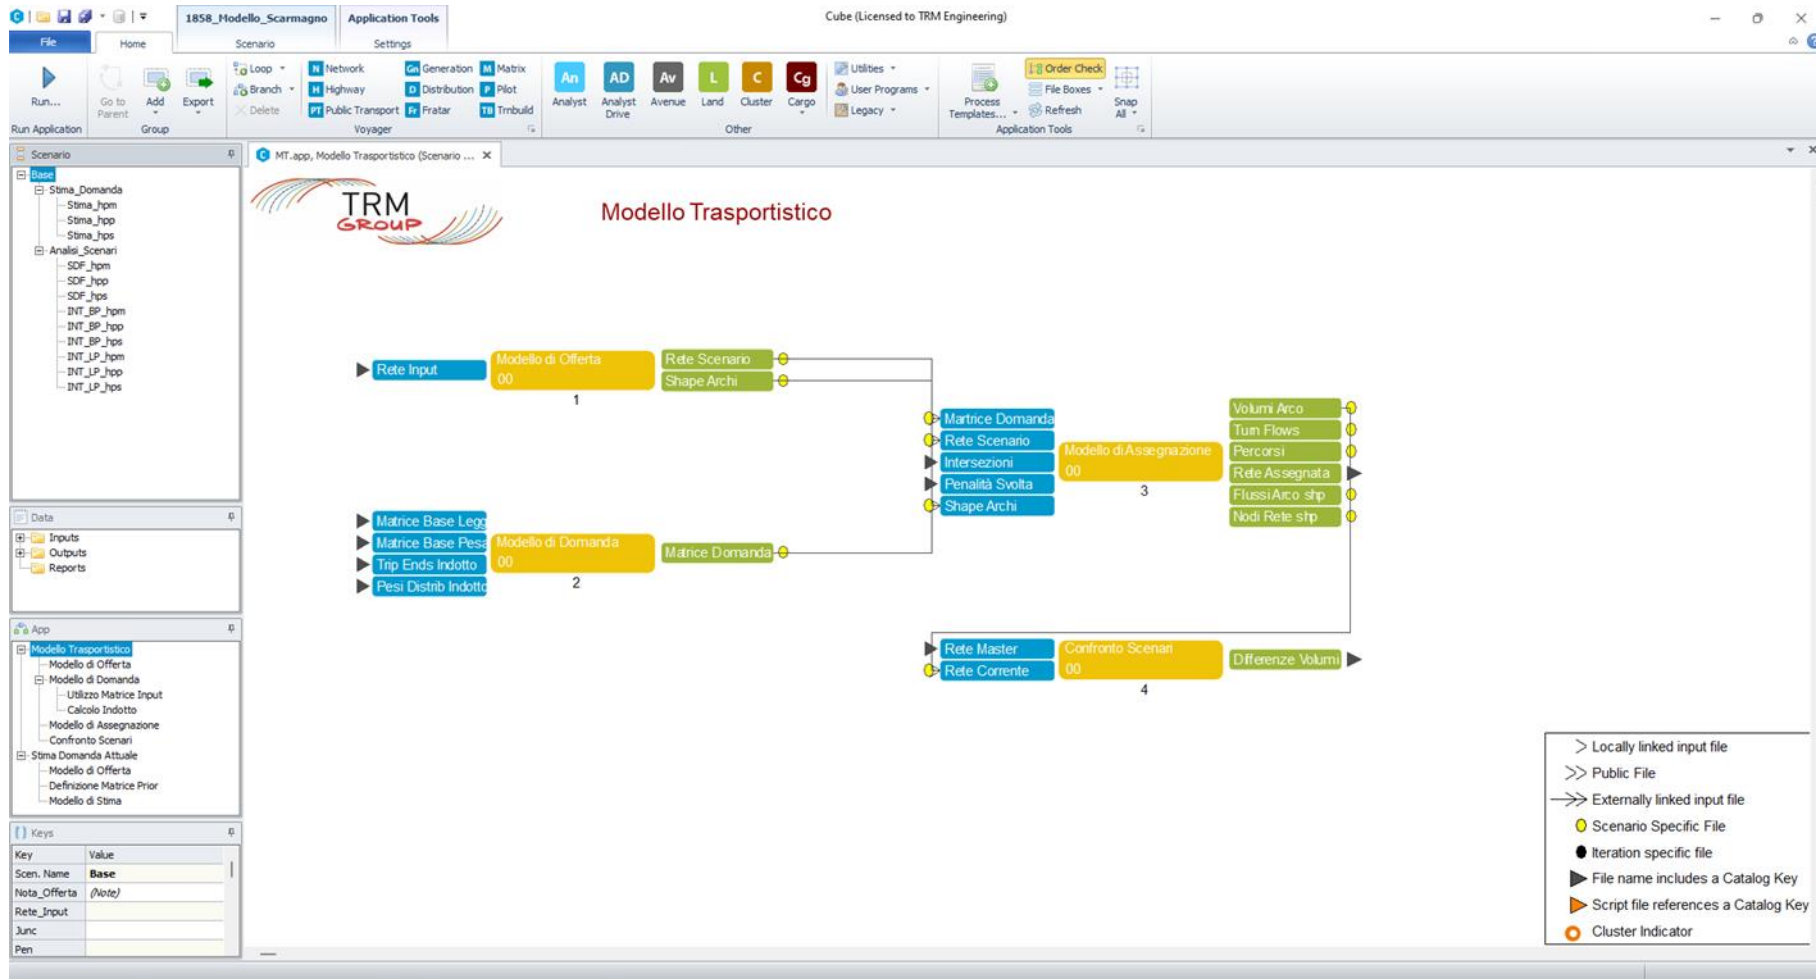 1858_Modello_Scarmagno
Application Tools
Cube (Licensed to TRM Engineering)
File
Home
Scenario
Settings
Run...
Go to Parent
Add
Export
Loop
Branch
Delete
N Network
H Highway
PT Public Transport
Gn Generation
D Distribution
Fr Fratar
M Matrix
P Pilot
TB Trnbuild
An
Analyst
AD
Analyst Drive
Av
Avenue
L
Land
C
Cluster
Cg
Cargo
Utilities
User Programs
Legacy
Process Templates...
Order Check
File Boxes
Refresh
Snap All
Run Application
Group
Voyager
Other
Application Tools
Scenario
Base
Stima_Domanda
Stima_hpm
Stima_hpp
Stima_hps
Analisi_Scenari
SDF_hpm
SDF_hpp
SDF_hps
INT_BP_hpm
INT_BP_hpp
INT_BP_hps
INT_LP_hpm
INT_LP_hpp
INT_LP_hps
Data
Inputs
Outputs
Reports
App
Modello Trasportistico
Modello di Offerta
Modello di Domanda
Utilizzo Matrice Input
Calcolo Indotto
Modello di Assegnazione
Confronto Scenari
Stima Domanda Attuale
Modello di Offerta
Definizione Matrice Prior
Modello di Stima
Keys
Key Value
Scen. Name Base
Nota_Offerta (Note)
Rete_Input
Junc
Pen
MT.app, Modello Trasportistico (Scenario ...
TRM
GROUP
Modello Trasportistico
Rete Input
Modello di Offerta
00
1
Rete Scenario
Shape Archi
Matrice Base Legg
Matrice Base Pesa
Trip Ends Indotto
Pesi Distrib Indotto
Modello di Domanda
00
2
Matrice Domanda
Martrice Domanda
Rete Scenario
Intersezioni
Penalità Svolta
Shape Archi
Modello di Assegnazione
00
3
Volumi Arco
Turn Flows
Percorsi
Rete Assegnata
Flussi Arco shp
Nodi Rete shp
Rete Master
Rete Corrente
Confronto Scenari
00
4
Differenze Volumi
Locally linked input file
Public File
Externally linked input file
Scenario Specific File
Iteration specific file
File name includes a Catalog Key
Script file references a Catalog Key
Cluster Indicator